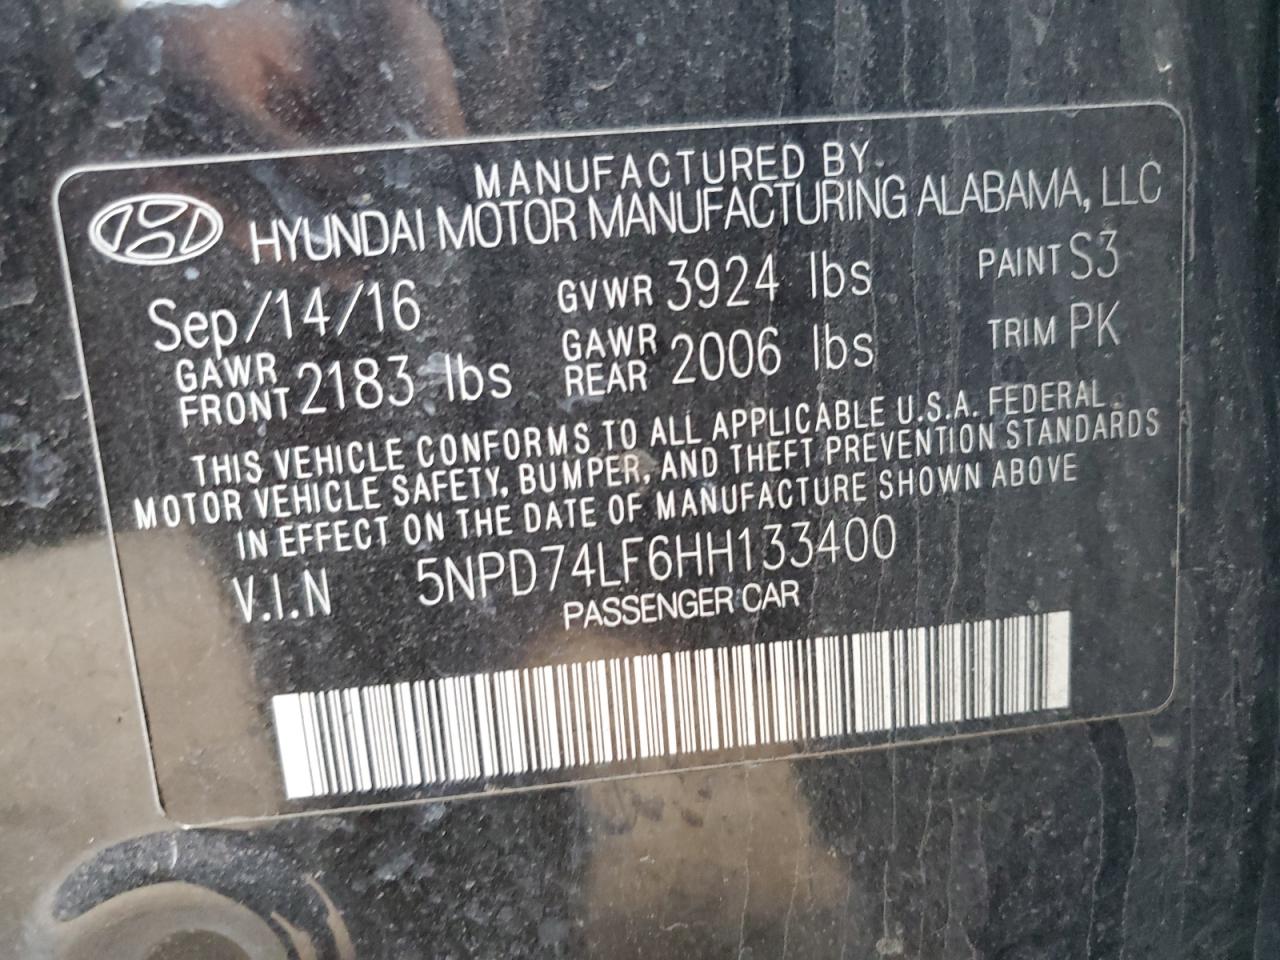 MANUFACTURED BY
HYUNDAI MOTOR MANUFACTURING ALABAMA, LLC
Sep/14/16 GVWR 3924 lbs PAINT S3
GAWR FRONT 2183 lbs GAWR REAR 2006 lbs TRIM PK
THIS VEHICLE CONFORMS TO ALL APPLICABLE U.S.A. FEDERAL
MOTOR VEHICLE SAFETY, BUMPER, AND THEFT PREVENTION STANDARDS
IN EFFECT ON THE DATE OF MANUFACTURE SHOWN ABOVE
V.I.N 5NPD74LF6HH133400
PASSENGER CAR